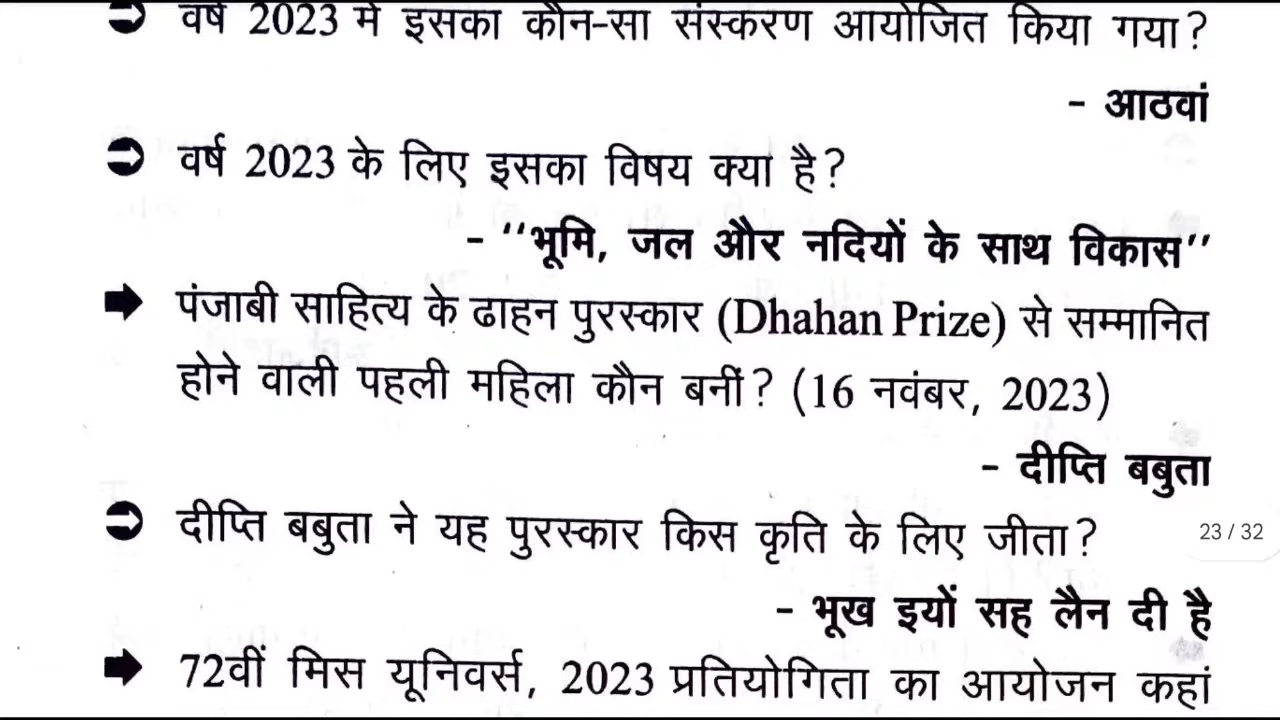 ➲ वर्ष 2023 में इसका कौन-सा संस्करण आयोजित किया गया?
- आठवां
➲ वर्ष 2023 के लिए इसका विषय क्या है?
- ''भूमि, जल और नदियों के साथ विकास''
➡ पंजाबी साहित्य के ढाहन पुरस्कार (Dhahan Prize) से सम्मानित
होने वाली पहली महिला कौन बनीं? (16 नवंबर, 2023)
- दीप्ति बबुता
➲ दीप्ति बबुता ने यह पुरस्कार किस कृति के लिए जीता?
23 / 32
- भूख इयों सह लैन दी है
➡ 72वीं मिस यूनिवर्स, 2023 प्रतियोगिता का आयोजन कहां